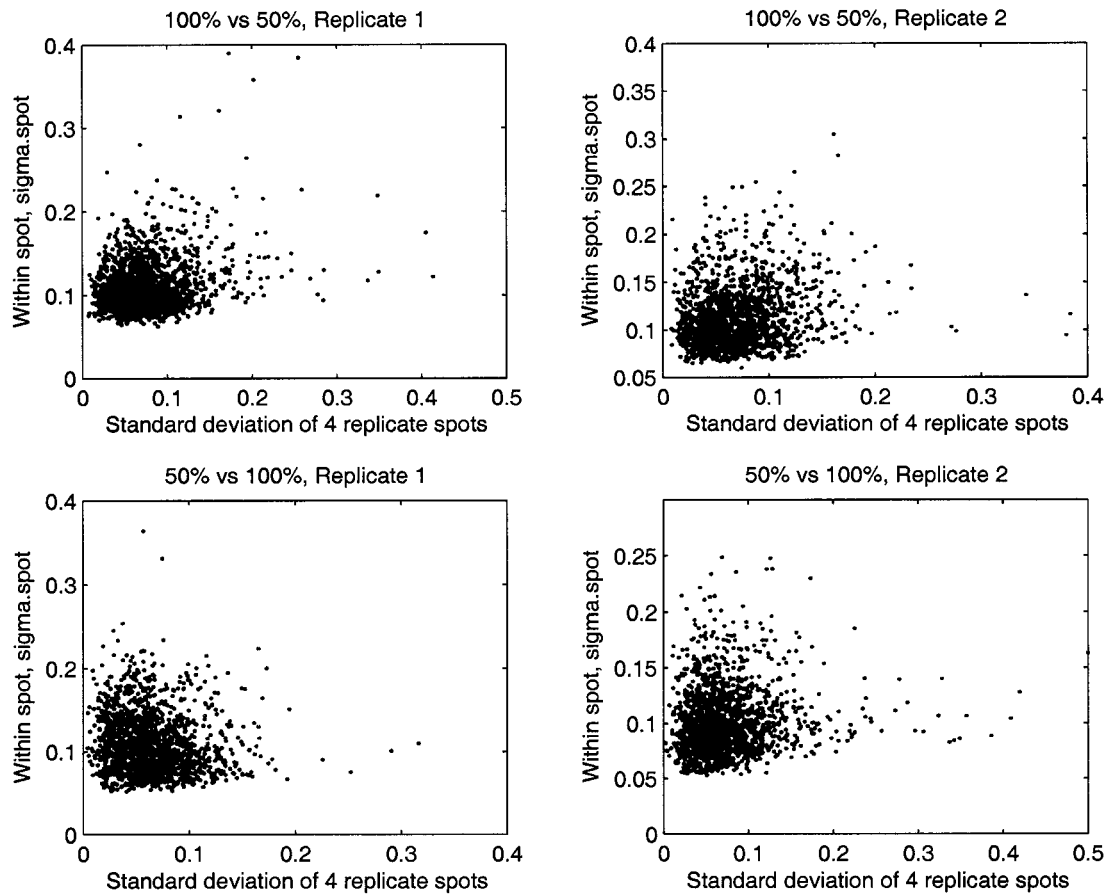 100% vs 50%, Replicate 1
0.4
0.3
0.2
0.1
0
Within spot, sigma.spot
0 0.1 0.2 0.3 0.4 0.5
Standard deviation of 4 replicate spots
100% vs 50%, Replicate 2
0.4
0.35
0.3
0.25
0.2
0.15
0.1
0.05
Within spot, sigma.spot
0 0.1 0.2 0.3 0.4
Standard deviation of 4 replicate spots
50% vs 100%, Replicate 1
0.4
0.3
0.2
0.1
0
Within spot, sigma.spot
0 0.1 0.2 0.3 0.4
Standard deviation of 4 replicate spots
50% vs 100%, Replicate 2
0.25
0.2
0.15
0.1
0.05
0
Within spot, sigma.spot
0 0.1 0.2 0.3 0.4 0.5
Standard deviation of 4 replicate spots